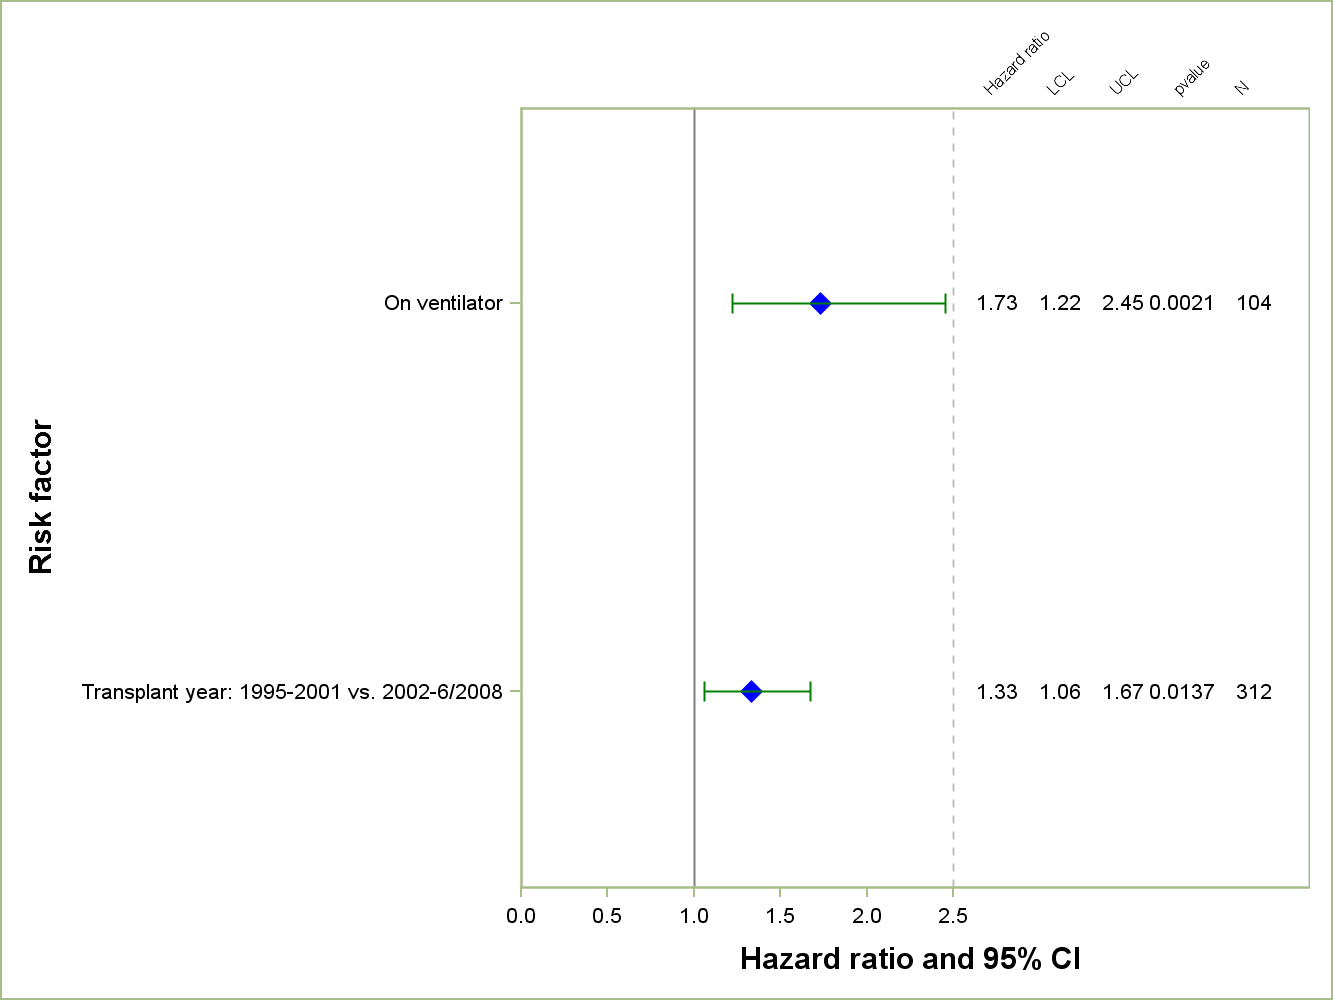 Hazard ratio LCL UCL pvalue N
On ventilator 1.73 1.22 2.45 0.0021 104
Risk factor
Transplant year: 1995-2001 vs. 2002-6/2008 1.33 1.06 1.67 0.0137 312
0.0 0.5 1.0 1.5 2.0 2.5
Hazard ratio and 95% CI